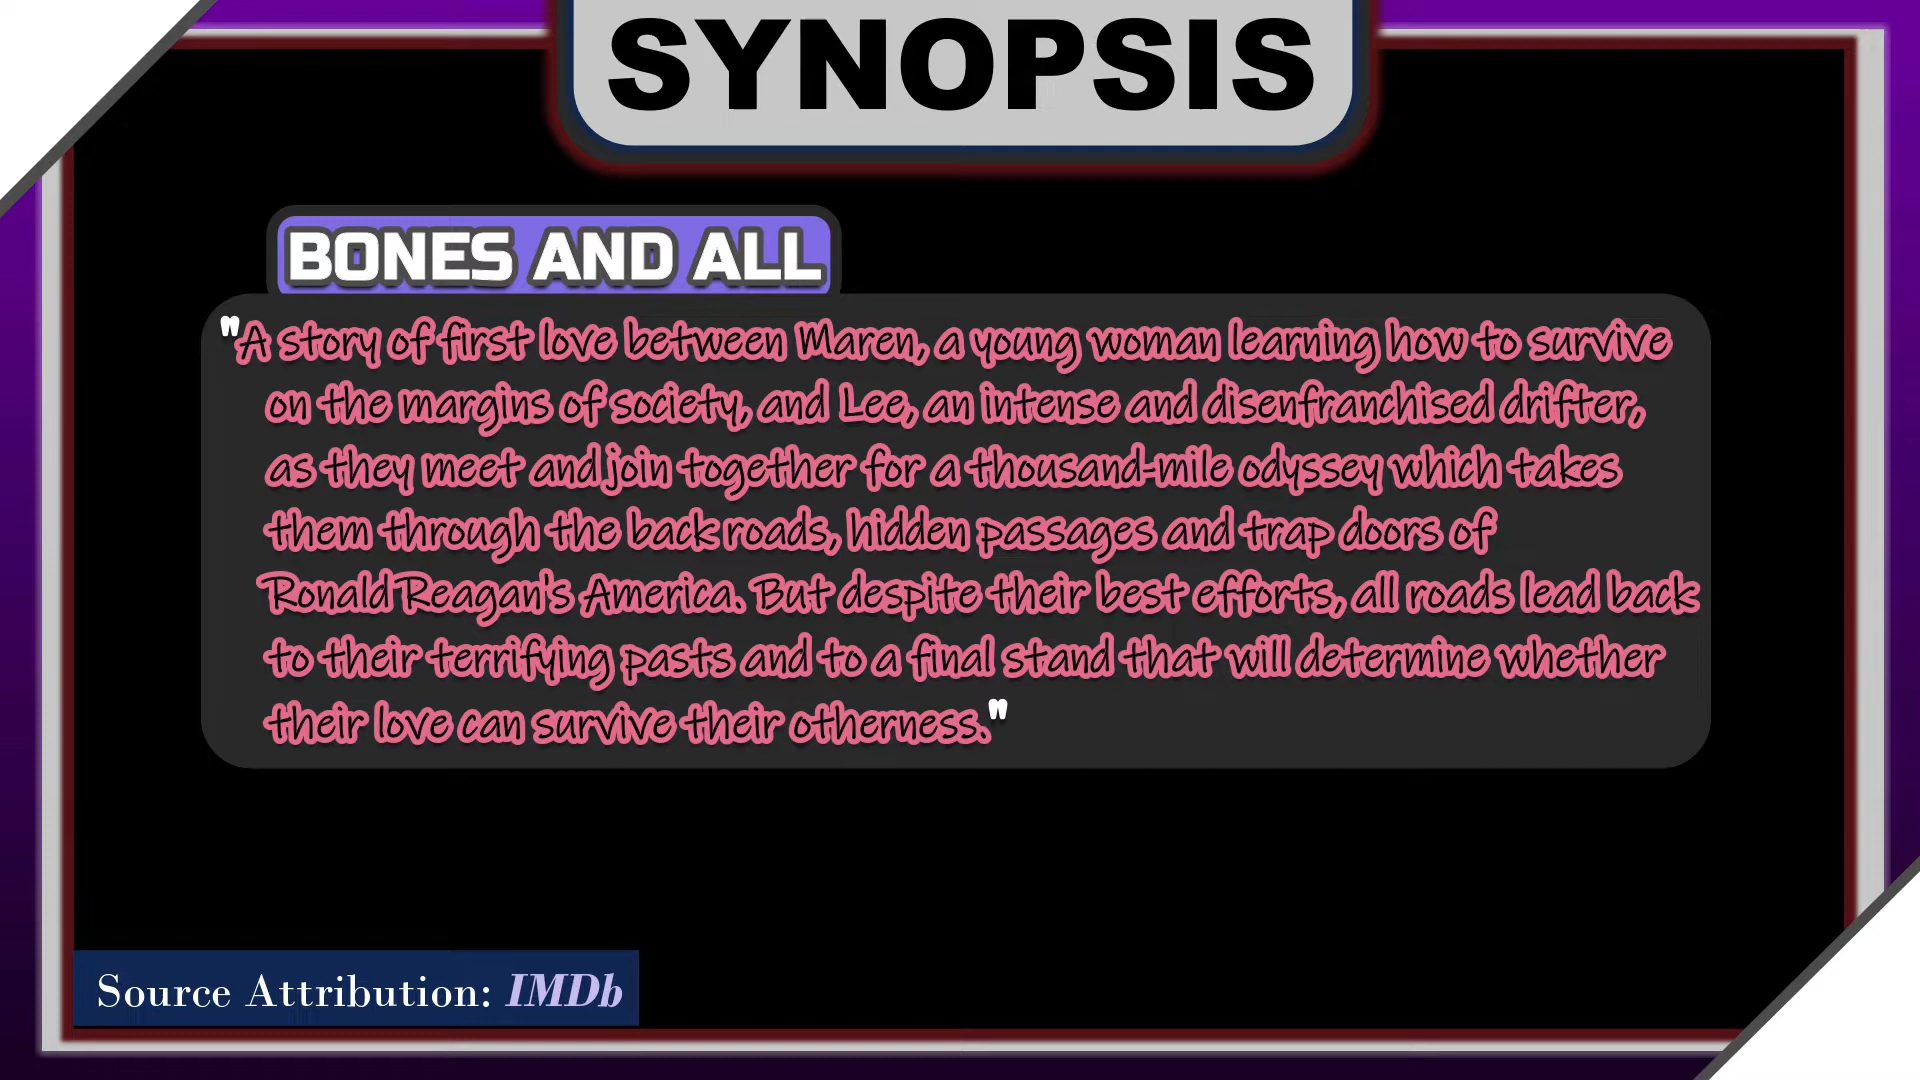 SYNOPSIS
BONES AND ALL
"A story of first love between Maren, a young woman learning how to survive
on the margins of society, and Lee, an intense and disenfranchised drifter,
as they meet and join together for a thousand-mile odyssey which takes
them through the back roads, hidden passages and trap doors of
Ronald Reagan's America. But despite their best efforts, all roads lead back
to their terrifying pasts and to a final stand that will determine whether
their love can survive their otherness."
Source Attribution: IMDb